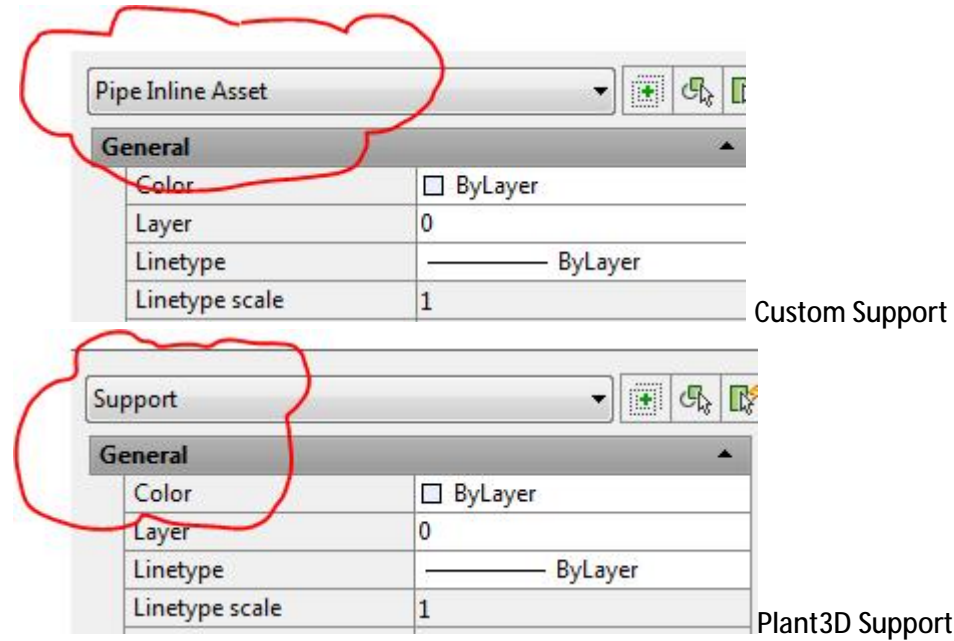 Pipe Inline Asset
General
Color ByLayer
Layer 0
Linetype ByLayer
Linetype scale 1
Custom Support
Support
General
Color ByLayer
Layer 0
Linetype ByLayer
Linetype scale 1
Plant3D Support